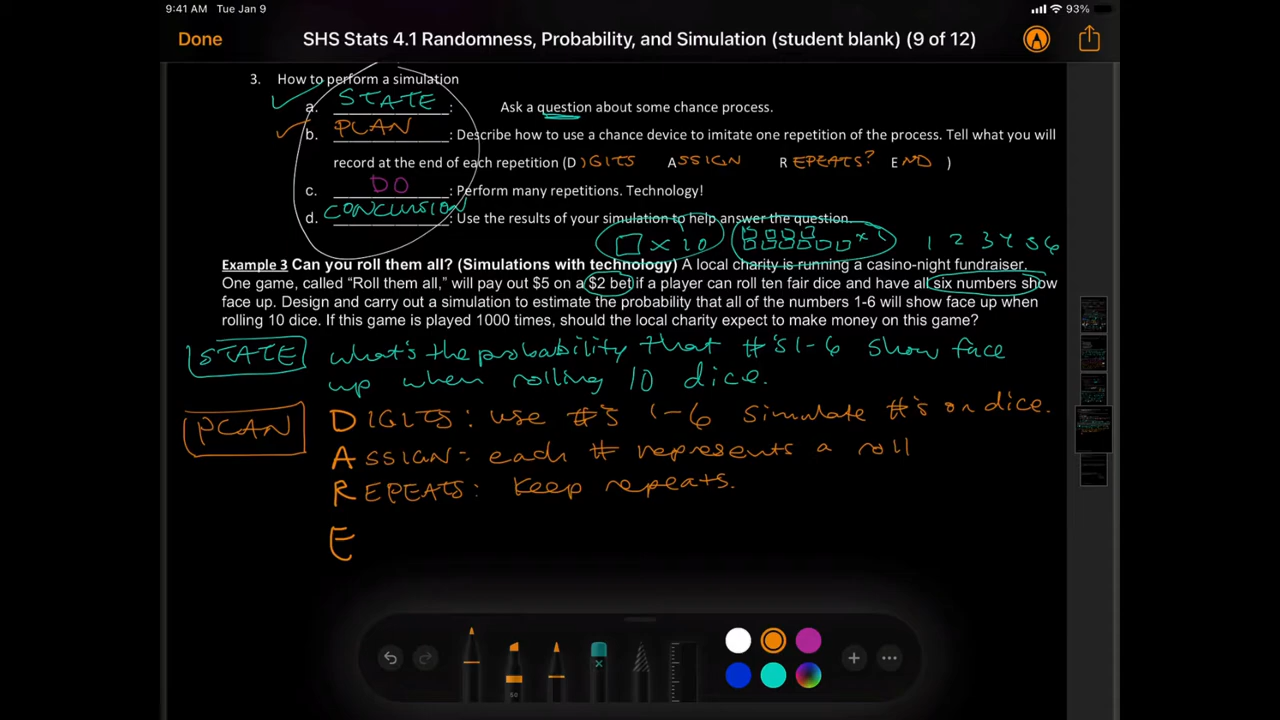 9:41 AM Tue Jan 9
93%
Done
SHS Stats 4.1 Randomness, Probability, and Simulation (student blank) (9 of 12)
3. How to perform a simulation
a. STATE: Ask a question about some chance process.
b. PLAN: Describe how to use a chance device to imitate one repetition of the process. Tell what you will
record at the end of each repetition (DIGITS ASSIGN REPEATS? END )
c. DO: Perform many repetitions. Technology!
d. CONCLUSION: Use the results of your simulation to help answer the question.
x 10 x 1 1 2 3 4 5 6
Example 3 Can you roll them all? (Simulations with technology) A local charity is running a casino-night fundraiser.
One game, called “Roll them all,” will pay out $5 on a $2 bet if a player can roll ten fair dice and have all six numbers show
face up. Design and carry out a simulation to estimate the probability that all of the numbers 1-6 will show face up when
rolling 10 dice. If this game is played 1000 times, should the local charity expect to make money on this game?
STATE what's the probability that #'s 1-6 show face
up when rolling 10 dice.
PLAN DIGITS: use #'s 1-6 simulate #'s on dice.
ASSIGN: each # represents a roll
REPEATS: keep repeats.
E
50